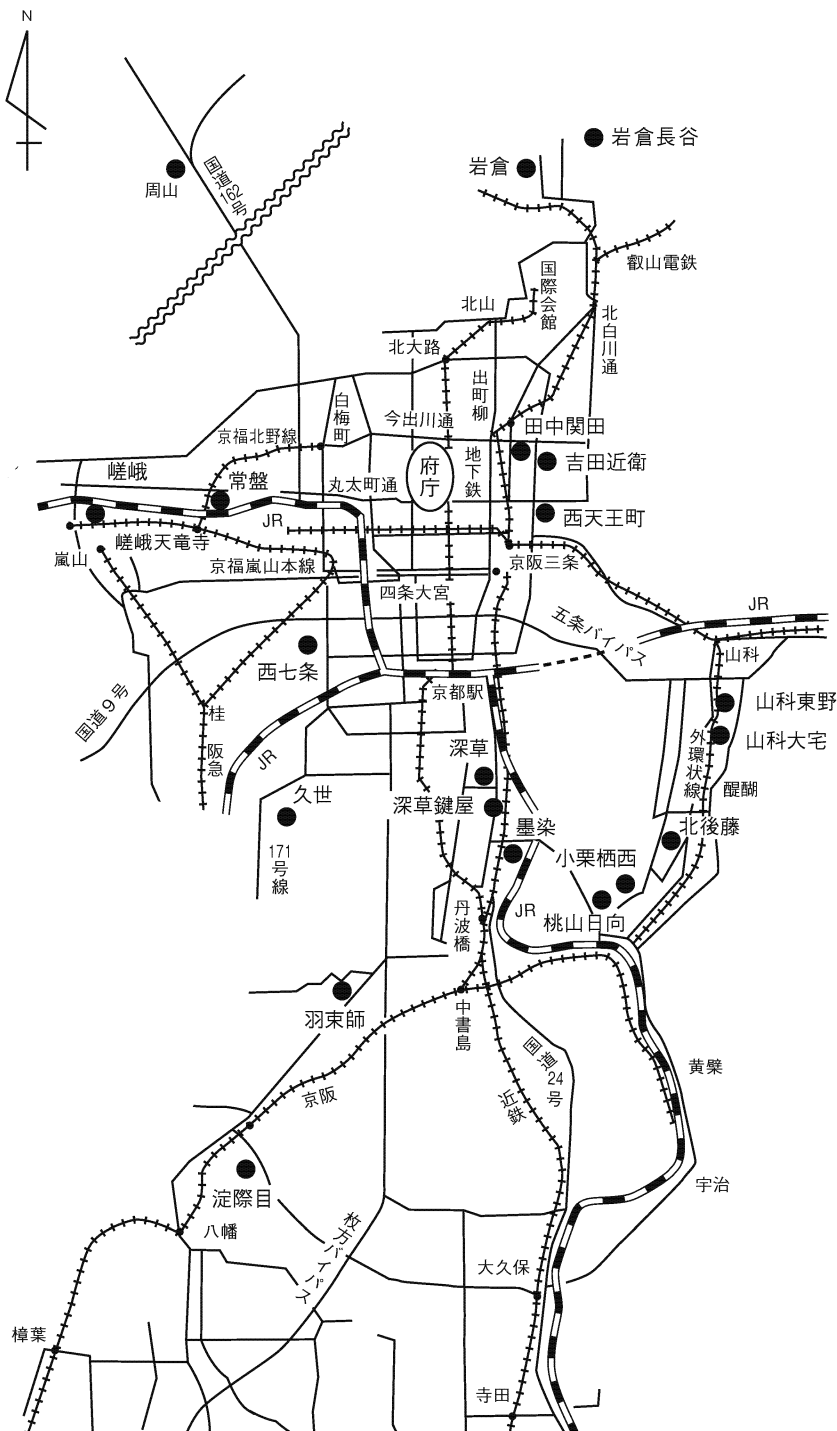 N
岩倉長谷
岩倉
周山
国道162号
叡山電鉄
国際会館
北山
北白川通
北大路
出町柳
白梅町
今出川通
田中関田
京福北野線
地下鉄
府庁
吉田近衛
嵯峨
常盤
丸太町通
西天王町
JR
嵯峨天竜寺
嵐山
京福嵐山本線
京阪三条
四条大宮
五条バイパス
JR
山科
西七条
京都駅
国道9号
桂
山科東野
山科大宅
外環状線
阪急
JR
深草
醍醐
久世
深草鍵屋
墨染
北後藤
171号線
小栗栖西
丹波橋
JR
桃山日向
羽束師
中書島
国道24号
黄檗
京阪
近鉄
淀際目
宇治
八幡
枚方バイパス
大久保
樟葉
寺田